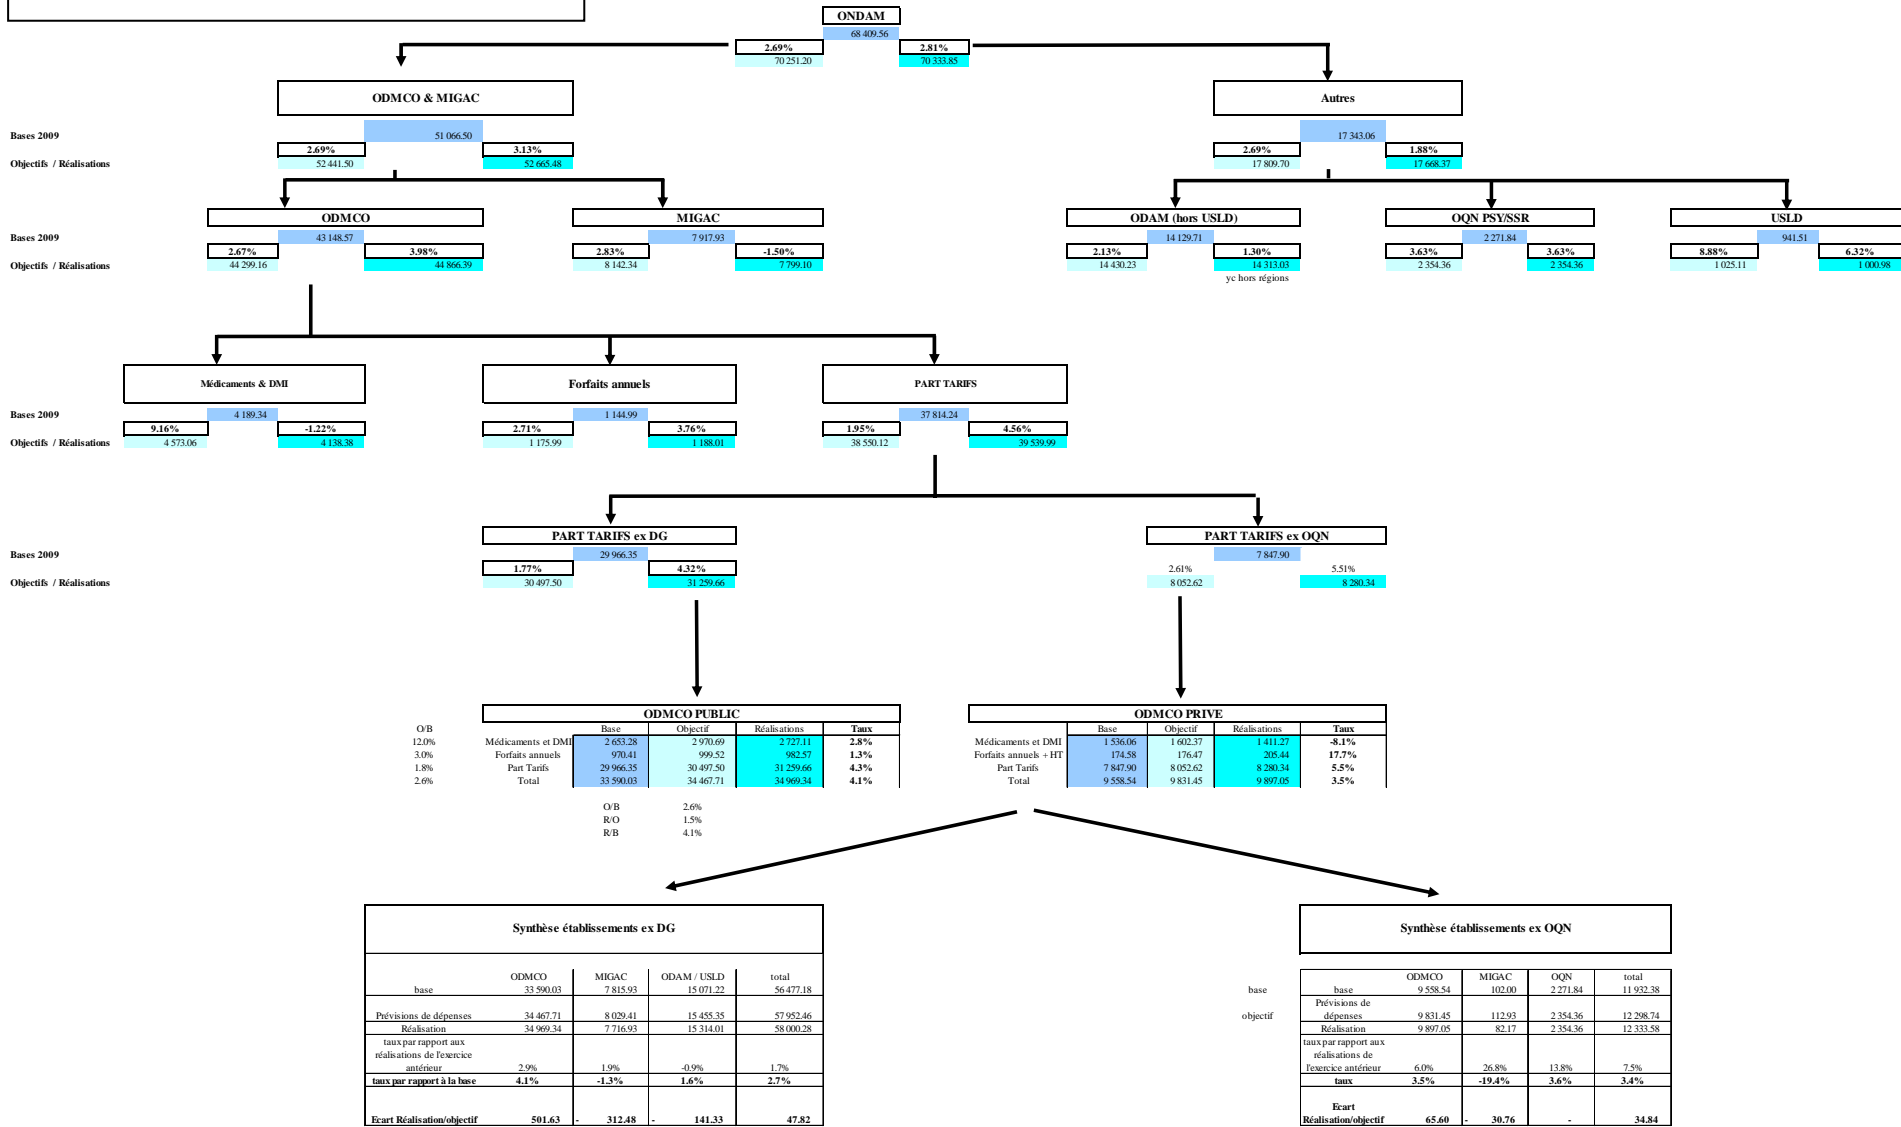 ONDAM
68 409.56
2.69% 2.81%
70 251.20 70 333.85
ODMCO & MIGAC Autres
Bases 2009 51 066.50 17 343.06
2.69% 3.13% 2.69% 1.88%
Objectifs / Réalisations 52 441.50 52 665.48 17 809.70 17 668.37
ODMCO MIGAC ODAM (hors USLD) OQN PSY/SSR USLD
Bases 2009 43 148.57 7 917.93 14 129.71 2 271.84 941.51
2.67% 3.98% 2.83% -1.50% 2.13% 1.30% 3.63% 3.63% 8.88% 6.32%
Objectifs / Réalisations 44 299.16 44 866.39 8 142.34 7 799.10 14 430.23 14 313.03 2 354.36 2 354.36 1 025.11 1 000.98
yc hors régions
Médicaments & DMI Forfaits annuels PART TARIFS
Bases 2009 4 189.34 1 144.99 37 814.24
9.16% -1.22% 2.71% 3.76% 1.95% 4.56%
Objectifs / Réalisations 4 573.06 4 138.38 1 175.99 1 188.01 38 550.12 39 539.99
PART TARIFS ex DG PART TARIFS ex OQN
Bases 2009 29 966.35 7 847.90
1.77% 4.32% 2.61% 5.51%
Objectifs / Réalisations 30 497.50 31 259.66 8 052.62 8 280.34
ODMCO PUBLIC ODMCO PRIVE
O/B Base Objectif Réalisations Taux Base Objectif Réalisations Taux
12.0% Médicaments et DMI 2 653.28 2 970.69 2 727.11 2.8% Médicaments et DMI 1 536.06 1 602.37 1 411.27 -8.1%
3.0% Forfaits annuels 970.41 999.52 982.57 1.3% Forfaits annuels + HT 174.58 176.47 205.44 17.7%
1.8% Part Tarifs 29 966.35 30 497.50 31 259.66 4.3% Part Tarifs 7 847.90 8 052.62 8 280.34 5.5%
2.6% Total 33 590.03 34 467.71 34 969.34 4.1% Total 9 558.54 9 831.45 9 897.05 3.5%
O/B 2.6%
R/O 1.5%
R/B 4.1%
Synthèse établissements ex DG Synthèse établissements ex OQN
ODMCO MIGAC ODAM / USLD total ODMCO MIGAC OQN total
base 33 590.03 7 815.93 15 071.22 56 477.18 base base 9 558.54 102.00 2 271.84 11 932.38
Prévisions de
Prévisions de dépenses 34 467.71 8 029.41 15 455.35 57 952.46 objectif dépenses 9 831.45 112.93 2 354.36 12 298.74
Réalisation 34 969.34 7 716.93 15 314.01 58 000.28 Réalisation 9 897.05 82.17 2 354.36 12 333.58
taux par rapport aux taux par rapport aux
réalisations de l'exercice réalisations de
antérieur 2.9% 1.9% -0.9% 1.7% l'exercice antérieur 6.0% 26.8% 13.8% 7.5%
taux par rapport à la base 4.1% -1.3% 1.6% 2.7% taux 3.5% -19.4% 3.6% 3.4%
Ecart
Ecart Réalisation/objectif 501.63 - 312.48 - 141.33 47.82 Réalisation/objectif 65.60 - 30.76 - 34.84